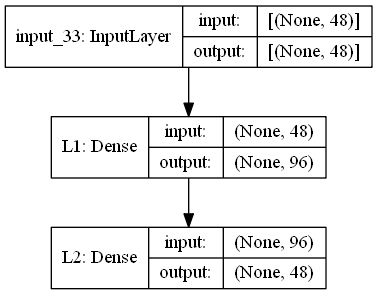 input_33: InputLayer
input: [(None, 48)]
output: [(None, 48)]
L1: Dense
input: (None, 48)
output: (None, 96)
L2: Dense
input: (None, 96)
output: (None, 48)